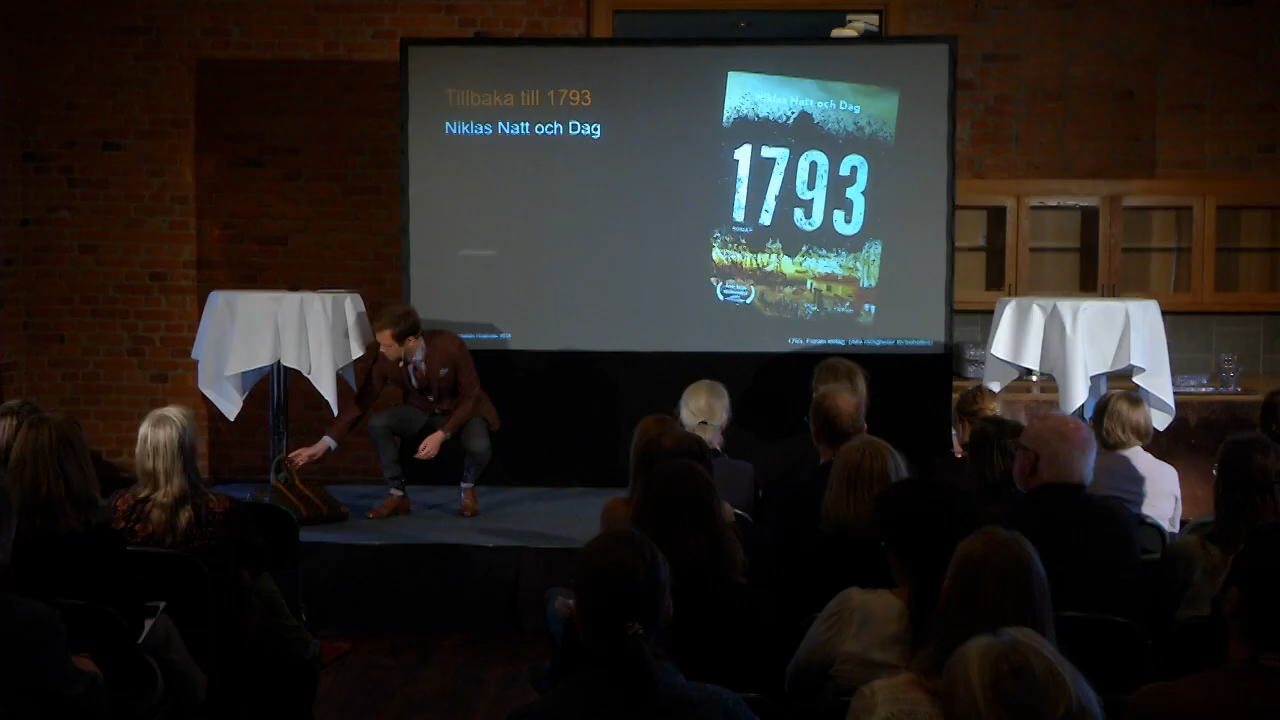 Tillbaka till 1793
Niklas Natt och Dag
Niklas Natt och Dag
1793